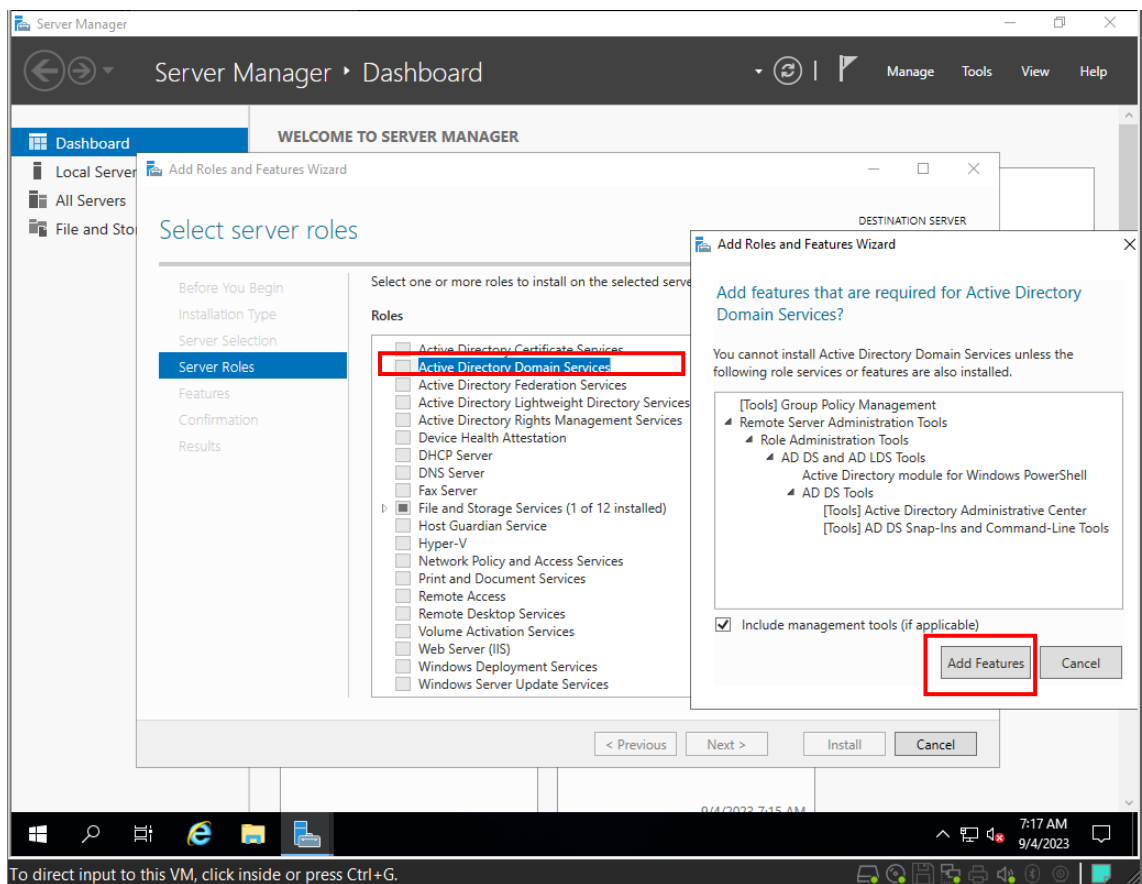 Server Manager
Server Manager ‣ Dashboard
Manage Tools View Help
Dashboard
Local Server
All Servers
File and Sto
WELCOME TO SERVER MANAGER
Add Roles and Features Wizard
Select server roles
DESTINATION SERVER
Before You Begin
Installation Type
Server Selection
Server Roles
Features
Confirmation
Results
Select one or more roles to install on the selected serve
Roles
Active Directory Certificate Services
Active Directory Domain Services
Active Directory Federation Services
Active Directory Lightweight Directory Services
Active Directory Rights Management Services
Device Health Attestation
DHCP Server
DNS Server
Fax Server
File and Storage Services (1 of 12 installed)
Host Guardian Service
Hyper-V
Network Policy and Access Services
Print and Document Services
Remote Access
Remote Desktop Services
Volume Activation Services
Web Server (IIS)
Windows Deployment Services
Windows Server Update Services
< Previous Next > Install Cancel
Add Roles and Features Wizard
Add features that are required for Active Directory
Domain Services?
You cannot install Active Directory Domain Services unless the
following role services or features are also installed.
[Tools] Group Policy Management
Remote Server Administration Tools
Role Administration Tools
AD DS and AD LDS Tools
Active Directory module for Windows PowerShell
AD DS Tools
[Tools] Active Directory Administrative Center
[Tools] AD DS Snap-Ins and Command-Line Tools
Include management tools (if applicable)
Add Features Cancel
9/4/2023 7:15 AM
7:17 AM
9/4/2023
To direct input to this VM, click inside or press Ctrl+G.